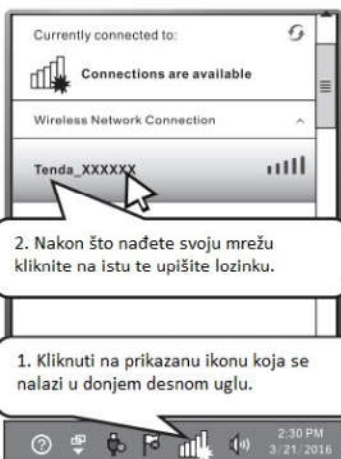 Currently connected to:
Connections are available
Wireless Network Connection
Tenda_XXXXXX
2. Nakon što nađete svoju mrežu
kliknite na istu te upišite lozinku.
1. Kliknuti na prikazanu ikonu koja se
nalazi u donjem desnom uglu.
2:30 PM
3/21/2016